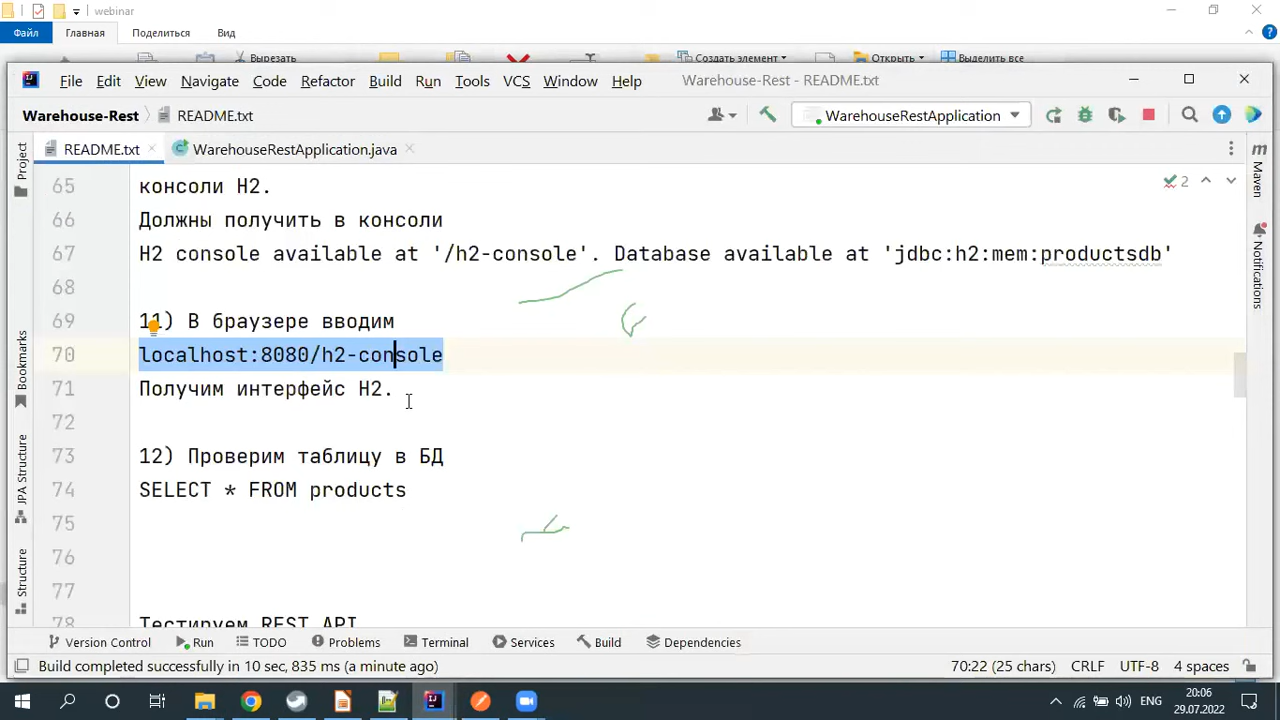 webinar
Файл Главная Поделиться Вид
Вырезать Создать элемент Открыть Выделить все
File Edit View Navigate Code Refactor Build Run Tools VCS Window Help Warehouse-Rest - README.txt
Warehouse-Rest README.txt WarehouseRestApplication
README.txt WarehouseRestApplication.java
Project
Bookmarks
JPA Structure
Structure
Maven
Notifications
2
65 консоли H2.
66 Должны получить в консоли
67 H2 console available at '/h2-console'. Database available at 'jdbc:h2:mem:productsdb'
68
69 11) В браузере вводим
70 localhost:8080/h2-console
71 Получим интерфейс H2.
72
73 12) Проверим таблицу в БД
74 SELECT * FROM products
75
76
77
78 Тестируем REST API
Version Control Run TODO Problems Terminal Services Build Dependencies
Build completed successfully in 10 sec, 835 ms (a minute ago) 70:22 (25 chars) CRLF UTF-8 4 spaces
ENG 20:06
29.07.2022